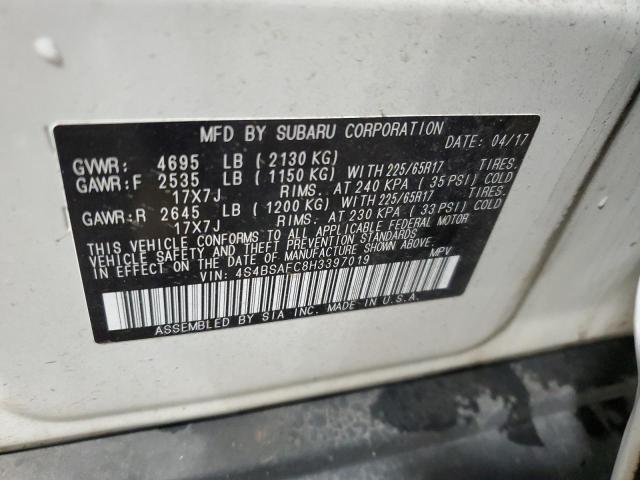 MFD BY SUBARU CORPORATION DATE: 04/17
GVWR: 4695 LB (2130 KG)
GAWR:F 2535 LB (1150 KG) WITH 225/65R17 TIRES.
17X7J RIMS. AT 240 KPA (35 PSI) COLD
GAWR:R 2645 LB (1200 KG) WITH 225/65R17 TIRES.
17X7J RIMS. AT 230 KPA (33 PSI) COLD
THIS VEHICLE CONFORMS TO ALL APPLICABLE FEDERAL MOTOR
VEHICLE SAFETY AND THEFT PREVENTION STANDARDS
IN EFFECT ON THE DATE OF MANUFACTURE SHOWN ABOVE.
VIN: 4S4BSAFC8H3397019 MPV
ASSEMBLED BY SIA INC. MADE IN U.S.A.